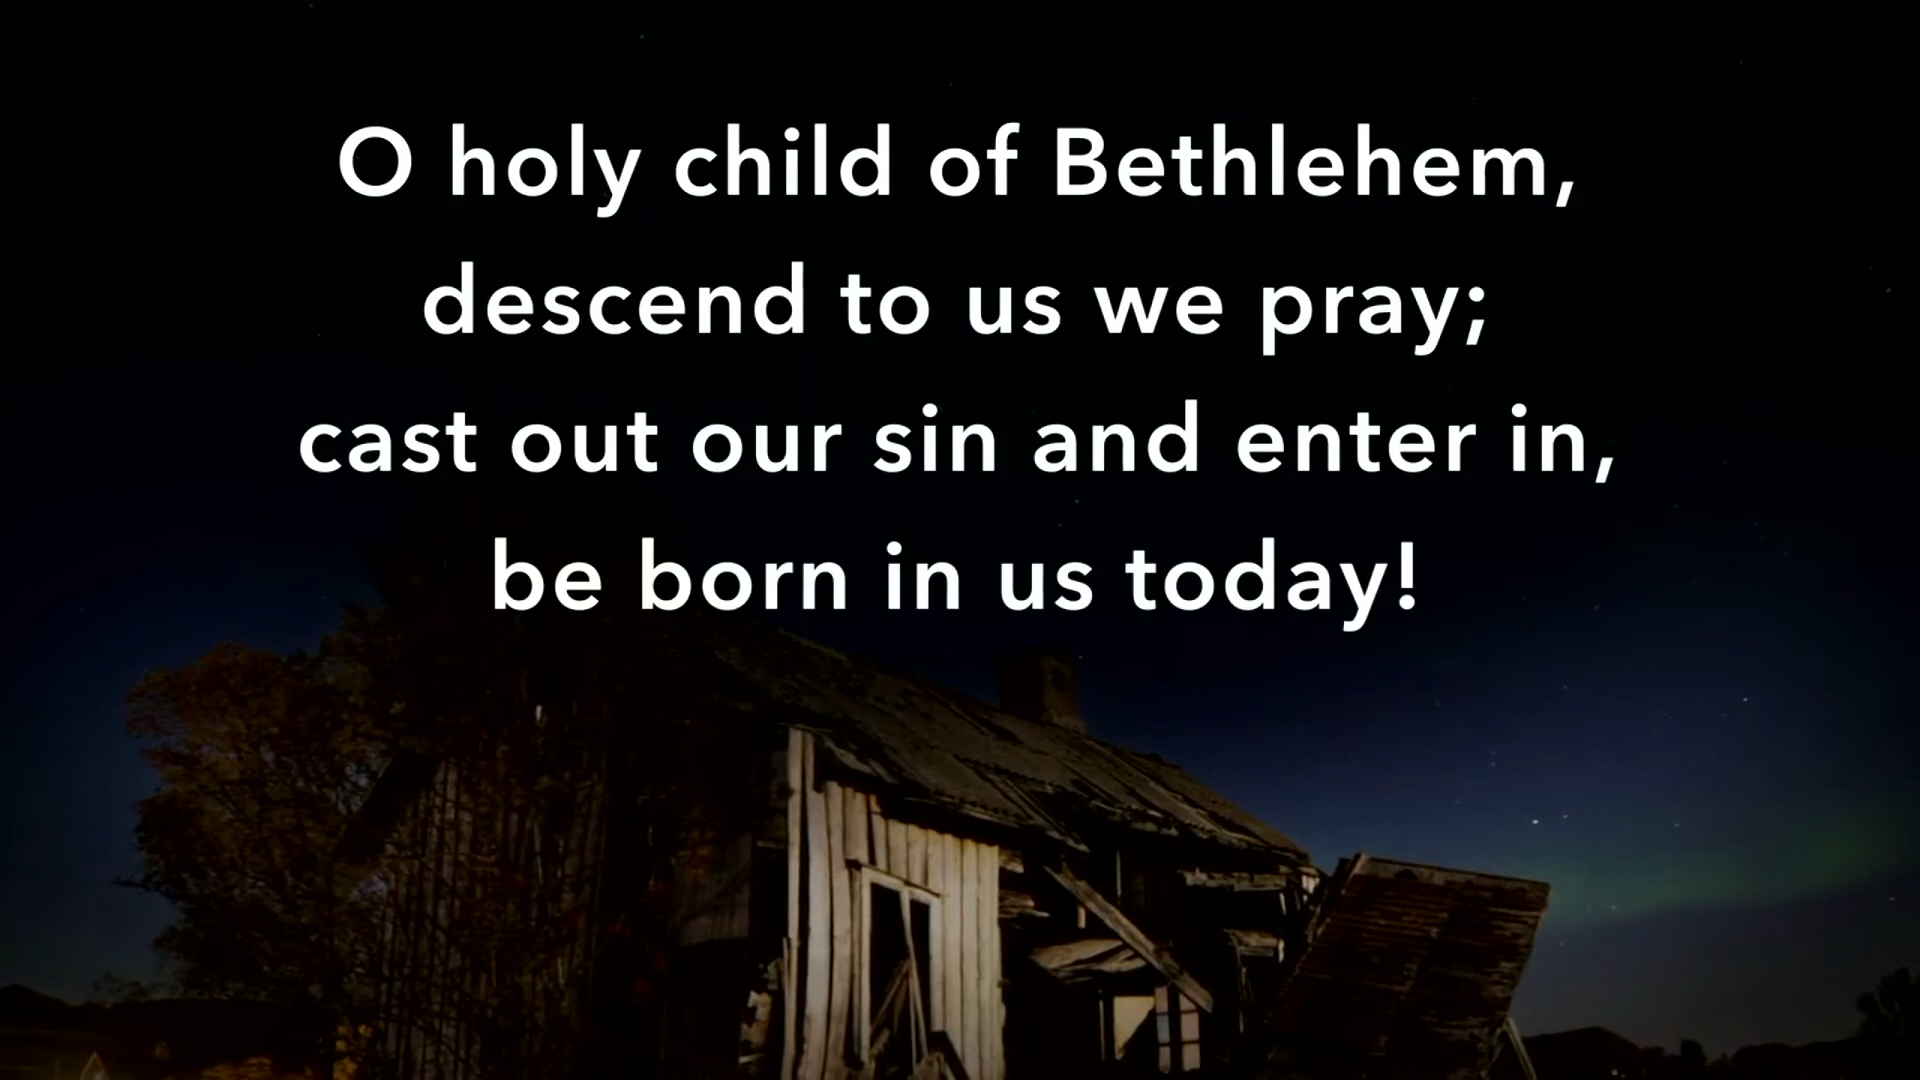 O holy child of Bethlehem,
descend to us we pray;
cast out our sin and enter in,
be born in us today!